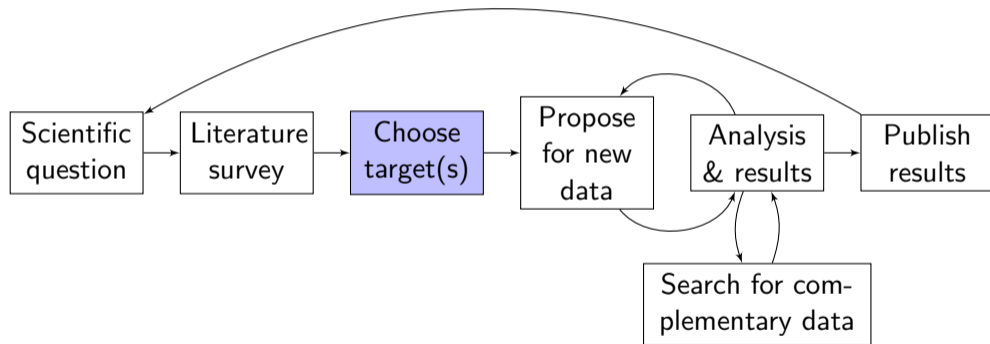 Scientific
question
Literature
survey
Choose
target(s)
Propose
for new
data
Analysis
& results
Publish
results
Search for com-
plementary data